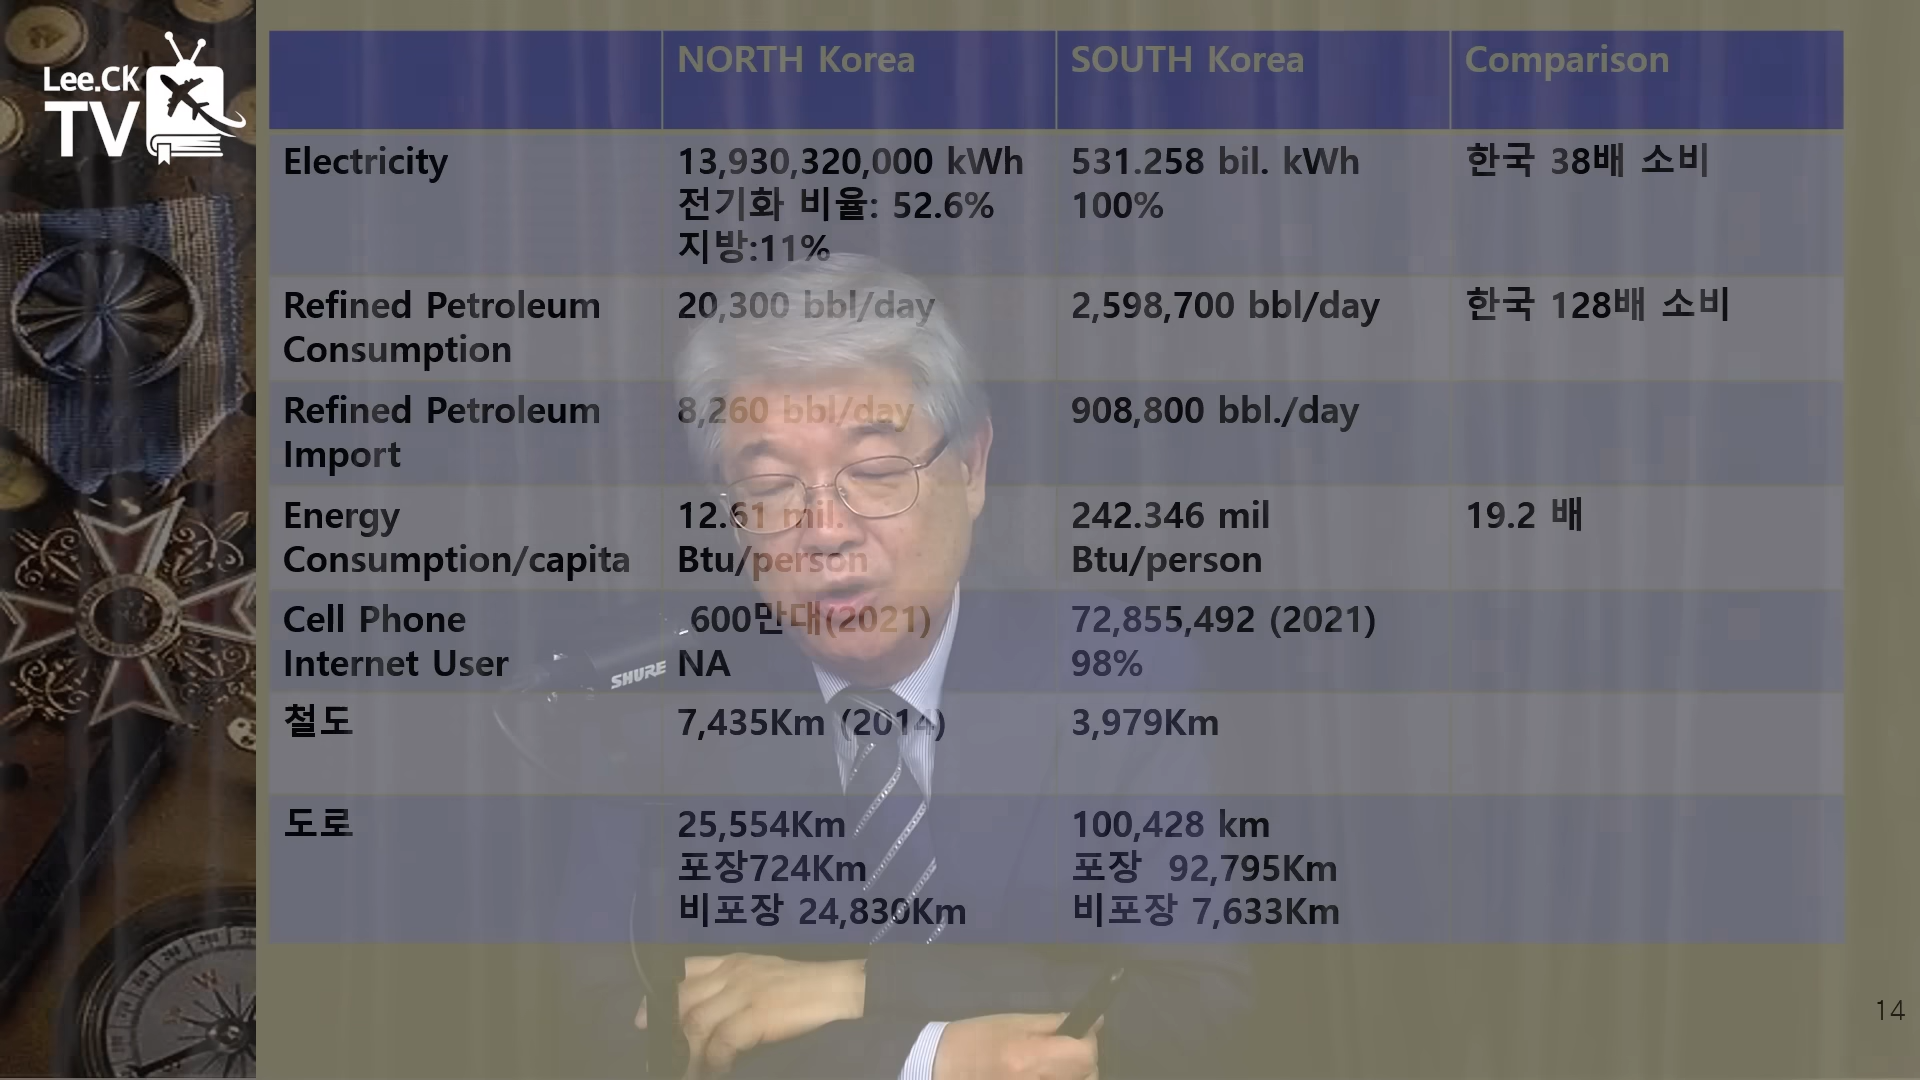 Lee.CK
TV
NORTH Korea
SOUTH Korea
Comparison
Electricity
13,930,320,000 kWh
전기화 비율: 52.6%
지방:11%
531.258 bil. kWh
100%
한국 38배 소비
Refined Petroleum
Consumption
20,300 bbl/day
2,598,700 bbl/day
한국 128배 소비
Refined Petroleum
Import
8,260 bbl/day
908,800 bbl./day
Energy
Consumption/capita
12.61 mil.
Btu/person
242.346 mil
Btu/person
19.2 배
Cell Phone
Internet User
600만대(2021)
NA
72,855,492 (2021)
98%
철도
7,435Km (2014)
3,979Km
도로
25,554Km
포장724Km
비포장 24,830Km
100,428 km
포장 92,795Km
비포장 7,633Km
SHURE
14